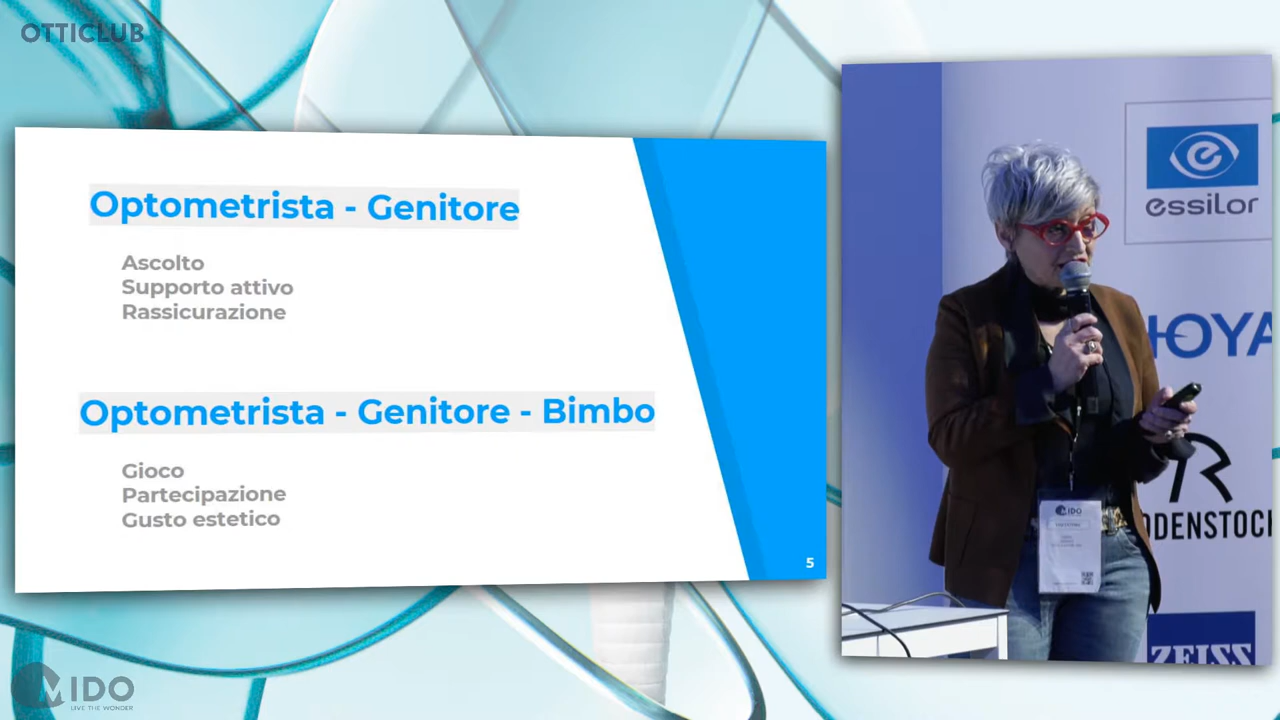 OTTICLUB
Optometrista - Genitore
Ascolto
Supporto attivo
Rassicurazione
Optometrista - Genitore - Bimbo
Gioco
Partecipazione
Gusto estetico
5
essilor
HOYA
ODENSTOCK
ZEISS
MIDO
MIDO
LIVE THE WONDER